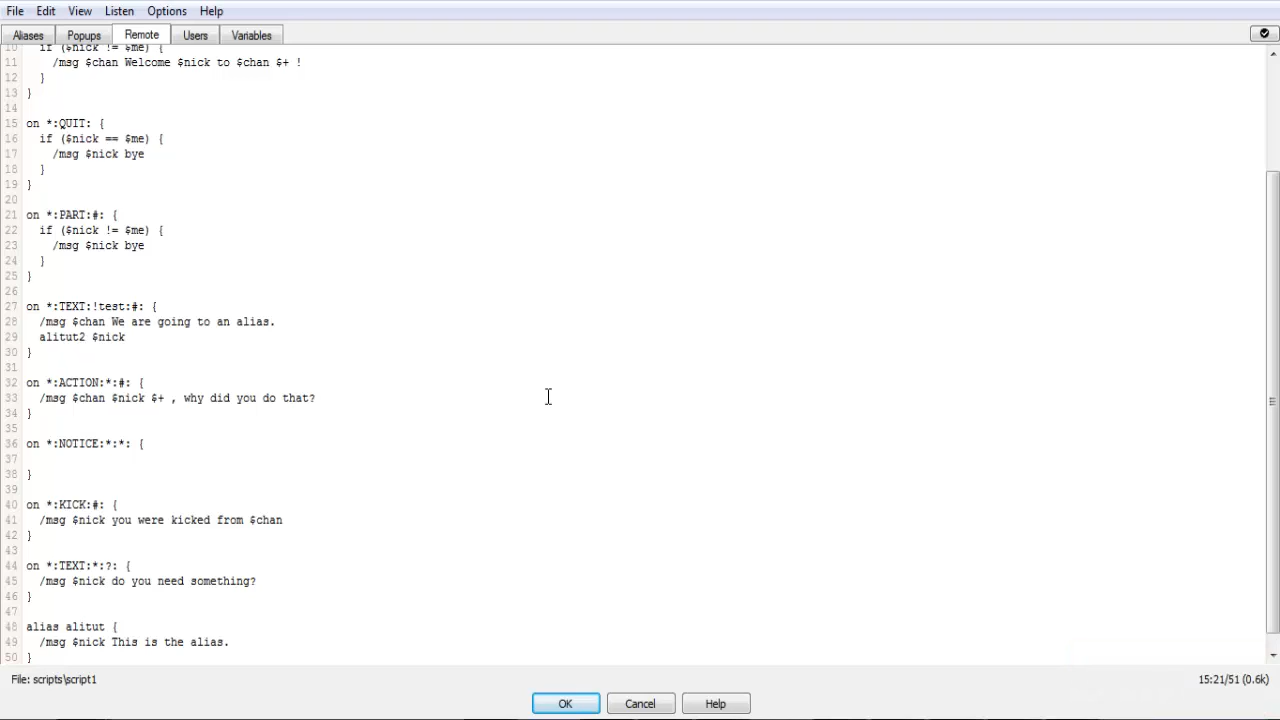 File Edit View Listen Options Help
Aliases Popups Remote Users Variables
10 if ($nick != $me) {
11 /msg $chan Welcome $nick to $chan $+ !
12 }
13 }
14
15 on *:QUIT: {
16 if ($nick == $me) {
17 /msg $nick bye
18 }
19 }
20
21 on *:PART:#: {
22 if ($nick != $me) {
23 /msg $nick bye
24 }
25 }
26
27 on *:TEXT:!test:#: {
28 /msg $chan We are going to an alias.
29 alitut2 $nick
30 }
31
32 on *:ACTION:*:#: {
33 /msg $chan $nick $+ , why did you do that?
34 }
35
36 on *:NOTICE:*:*: {
37
38 }
39
40 on *:KICK:#: {
41 /msg $nick you were kicked from $chan
42 }
43
44 on *:TEXT:*:?: {
45 /msg $nick do you need something?
46 }
47
48 alias alitut {
49 /msg $nick This is the alias.
50 }
File: scripts\script1 15:21/51 (0.6k)
OK Cancel Help